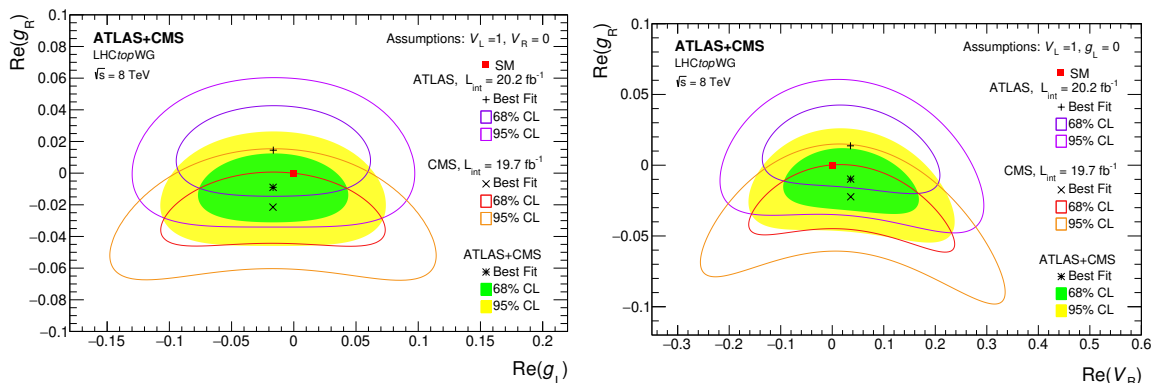 ATLAS+CMS
LHCtopWG
√s = 8 TeV
Assumptions: V_L =1, V_R = 0
SM
ATLAS, L_int = 20.2 fb⁻¹
Best Fit
68% CL
95% CL
CMS, L_int = 19.7 fb⁻¹
Best Fit
68% CL
95% CL
ATLAS+CMS
Best Fit
68% CL
95% CL
Re(g_R)
0.1
0.08
0.06
0.04
0.02
0
−0.02
−0.04
−0.06
−0.08
−0.1
−0.15 −0.1 −0.05 0 0.05 0.1 0.15 0.2
Re(g_L)
ATLAS+CMS
LHCtopWG
√s = 8 TeV
Assumptions: V_L =1, g_L = 0
SM
ATLAS, L_int = 20.2 fb⁻¹
Best Fit
68% CL
95% CL
CMS, L_int = 19.7 fb⁻¹
Best Fit
68% CL
95% CL
ATLAS+CMS
Best Fit
68% CL
95% CL
Re(g_R)
0.1
0.05
0
−0.05
−0.1
−0.3 −0.2 −0.1 0 0.1 0.2 0.3 0.4 0.5 0.6
Re(V_R)